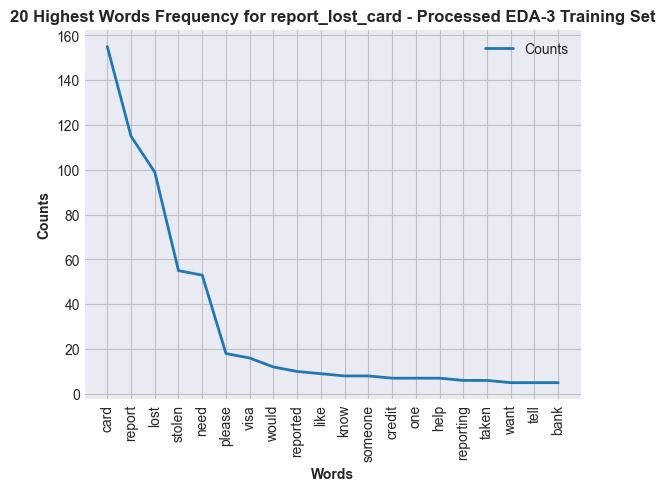 20 Highest Words Frequency for report_lost_card - Processed EDA-3 Training Set
Counts
160
140
120
100
80
60
40
20
0
Counts
card
report
lost
stolen
need
please
visa
would
reported
like
know
someone
credit
one
help
reporting
taken
want
tell
bank
Words